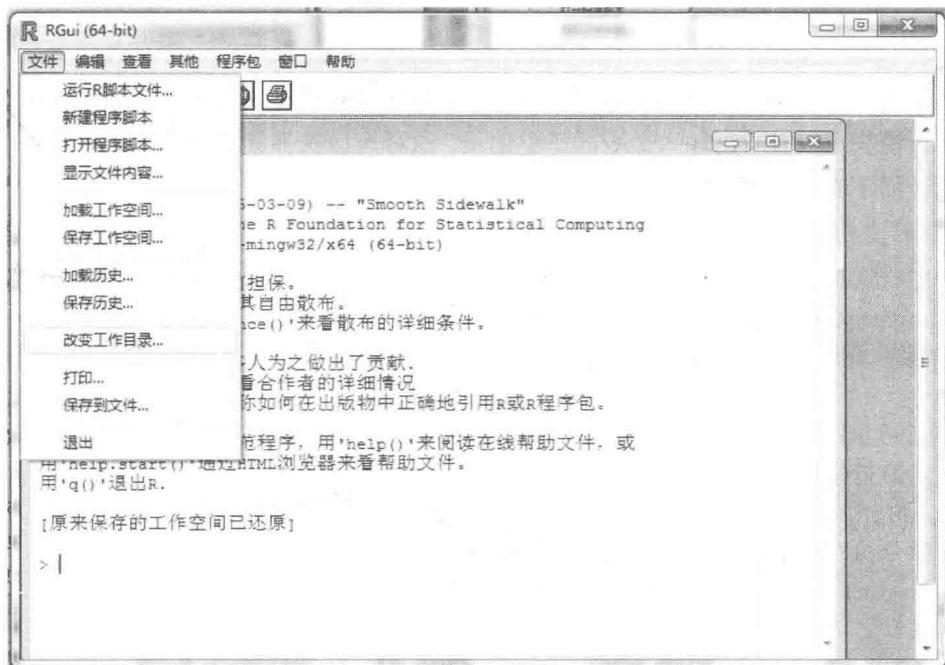 RGui (64-bit)
文件 编辑 查看 其他 程序包 窗口 帮助
运行R脚本文件...
新建程序脚本
打开程序脚本...
显示文件内容...
加载工作空间...
保存工作空间...
加载历史...
保存历史...
改变工作目录...
打印...
保存到文件...
退出
-03-09) -- "Smooth Sidewalk"
R Foundation for Statistical Computing
-mingw32/x64 (64-bit)
担保。
其自由散布。
nce()'来看散布的详细条件。
人为之做出了贡献.
看合作者的详细情况
你如何在出版物中正确地引用R或R程序包。
范程序，用'help()'来阅读在线帮助文件，或
用'help.start()'通过HTML浏览器来看帮助文件。
用'q()'退出R.
[原来保存的工作空间已还原]
>